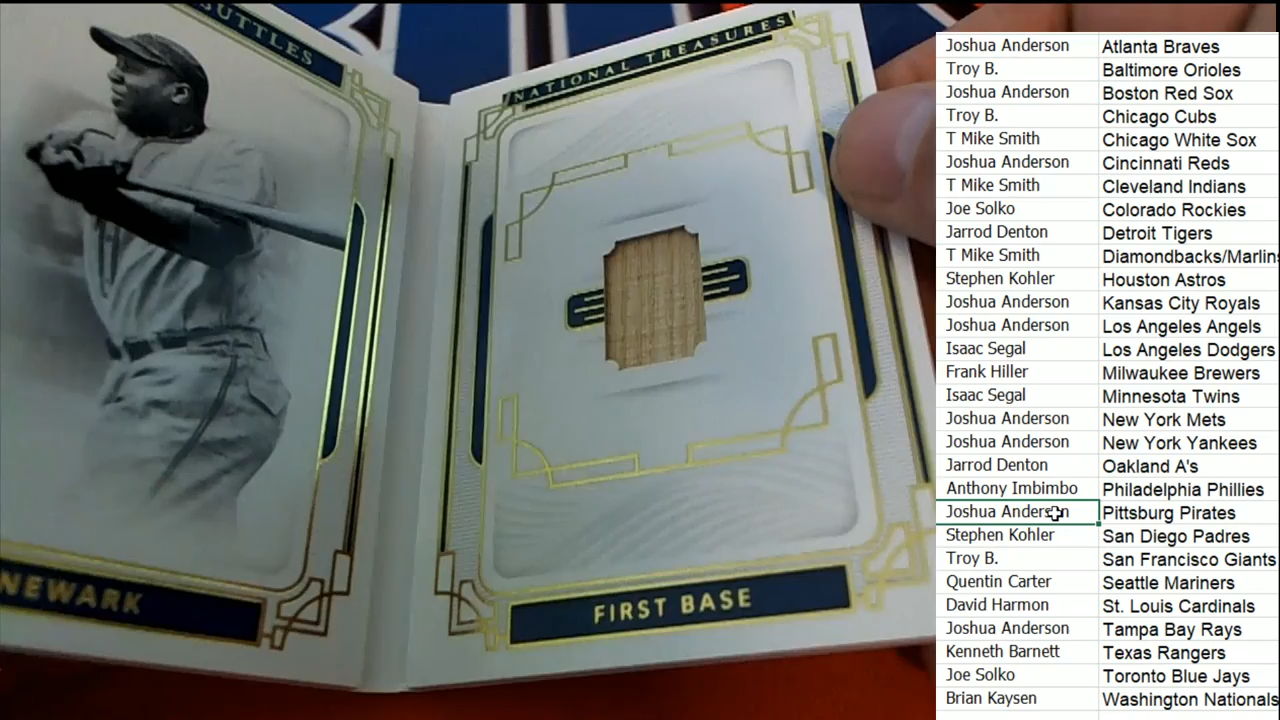 SUTTLES
NATIONAL TREASURES
NEWARK
FIRST BASE
Joshua Anderson Atlanta Braves
Troy B. Baltimore Orioles
Joshua Anderson Boston Red Sox
Troy B. Chicago Cubs
T Mike Smith Chicago White Sox
Joshua Anderson Cincinnati Reds
T Mike Smith Cleveland Indians
Joe Solko Colorado Rockies
Jarrod Denton Detroit Tigers
T Mike Smith Diamondbacks/Marlins
Stephen Kohler Houston Astros
Joshua Anderson Kansas City Royals
Joshua Anderson Los Angeles Angels
Isaac Segal Los Angeles Dodgers
Frank Hiller Milwaukee Brewers
Isaac Segal Minnesota Twins
Joshua Anderson New York Mets
Joshua Anderson New York Yankees
Jarrod Denton Oakland A's
Anthony Imbimbo Philadelphia Phillies
Joshua Anderson Pittsburg Pirates
Stephen Kohler San Diego Padres
Troy B. San Francisco Giants
Quentin Carter Seattle Mariners
David Harmon St. Louis Cardinals
Joshua Anderson Tampa Bay Rays
Kenneth Barnett Texas Rangers
Joe Solko Toronto Blue Jays
Brian Kaysen Washington Nationals